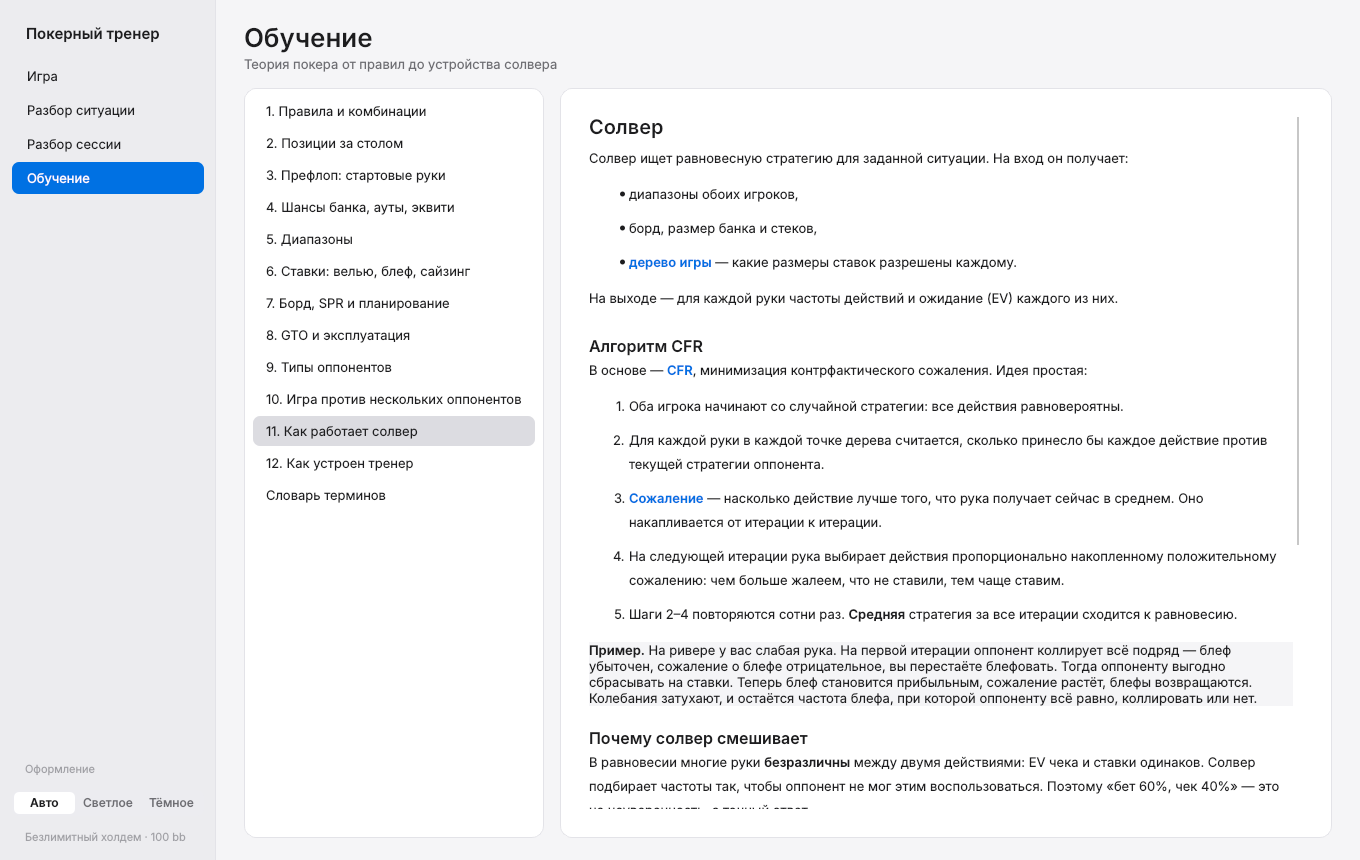 Покерный тренер
Игра
Разбор ситуации
Разбор сессии
Обучение
Оформление
Авто Светлое Тёмное
Безлимитный холдем · 100 bb
Обучение
Теория покера от правил до устройства солвера
1. Правила и комбинации
2. Позиции за столом
3. Префлоп: стартовые руки
4. Шансы банка, ауты, эквити
5. Диапазоны
6. Ставки: велью, блеф, сайзинг
7. Борд, SPR и планирование
8. GTO и эксплуатация
9. Типы оппонентов
10. Игра против нескольких оппонентов
11. Как работает солвер
12. Как устроен тренер
Словарь терминов
Солвер
Солвер ищет равновесную стратегию для заданной ситуации. На вход он получает:
• диапазоны обоих игроков,
• борд, размер банка и стеков,
• дерево игры — какие размеры ставок разрешены каждому.
На выходе — для каждой руки частоты действий и ожидание (EV) каждого из них.
Алгоритм CFR
В основе — CFR, минимизация контрфактического сожаления. Идея простая:
1. Оба игрока начинают со случайной стратегии: все действия равновероятны.
2. Для каждой руки в каждой точке дерева считается, сколько принесло бы каждое действие против
текущей стратегии оппонента.
3. Сожаление — насколько действие лучше того, что рука получает сейчас в среднем. Оно
накапливается от итерации к итерации.
4. На следующей итерации рука выбирает действия пропорционально накопленному положительному
сожалению: чем больше жалеем, что не ставили, тем чаще ставим.
5. Шаги 2–4 повторяются сотни раз. Средняя стратегия за все итерации сходится к равновесию.
Пример. На ривере у вас слабая рука. На первой итерации оппонент коллирует всё подряд — блеф
убыточен, сожаление о блефе отрицательное, вы перестаёте блефовать. Тогда оппоненту выгодно
сбрасывать на ставки. Теперь блеф становится прибыльным, сожаление растёт, блефы возвращаются.
Колебания затухают, и остаётся частота блефа, при которой оппоненту всё равно, коллировать или нет.
Почему солвер смешивает
В равновесии многие руки безразличны между двумя действиями: EV чека и ставки одинаков. Солвер
подбирает частоты так, чтобы оппонент не мог этим воспользоваться. Поэтому «бет 60%, чек 40%» — это